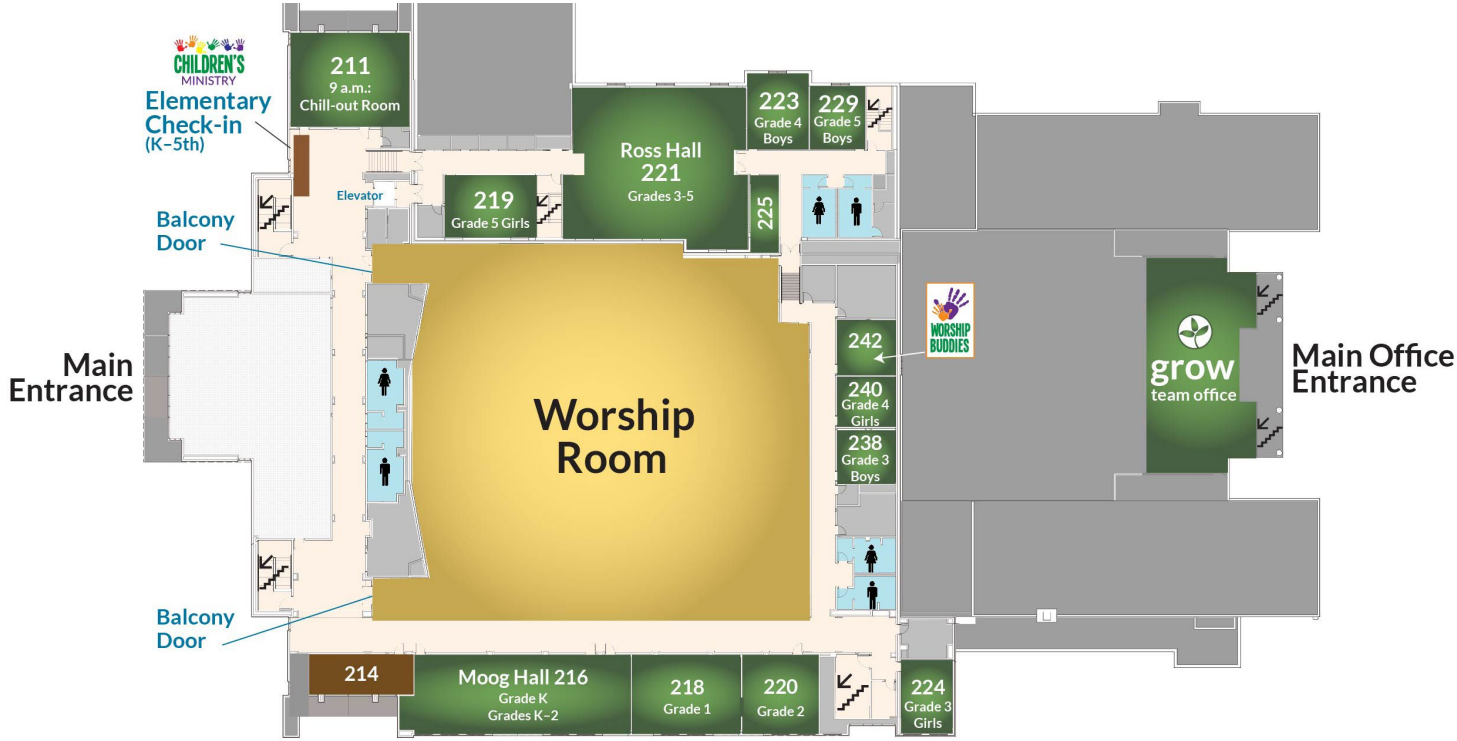 CHILDREN'S
MINISTRY
Elementary
Check-in
(K–5th)
211
9 a.m.:
Chill-out Room
Elevator
Balcony
Door
219
Grade 5 Girls
Ross Hall
221
Grades 3-5
223
Grade 4
Boys
229
Grade 5
Boys
225
Main
Entrance
Worship
Room
WORSHIP
BUDDIES
242
240
Grade 4
Girls
238
Grade 3
Boys
grow
team office
Main Office
Entrance
Balcony
Door
214
Moog Hall 216
Grade K
Grades K–2
218
Grade 1
220
Grade 2
224
Grade 3
Girls